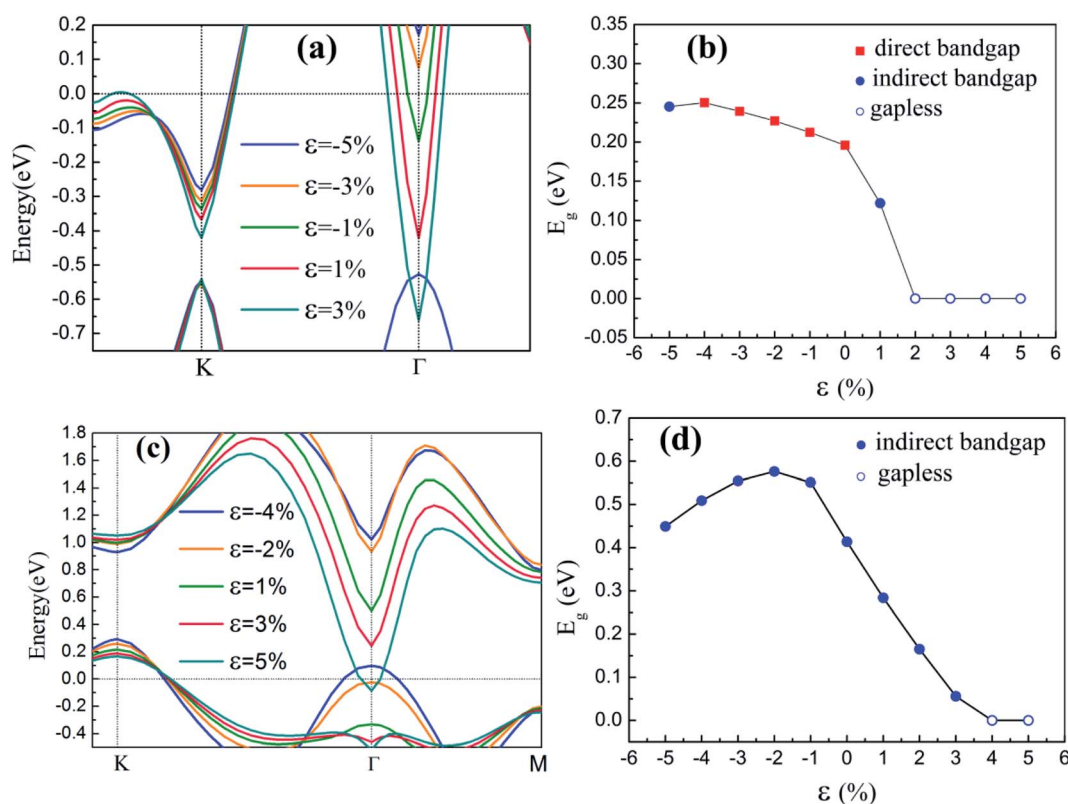 (a)
Energy(eV)
0.2
0.1
0.0
-0.1
-0.2
-0.3
-0.4
-0.5
-0.6
-0.7
ε=-5%
ε=-3%
ε=-1%
ε=1%
ε=3%
K
Γ
(b)
direct bandgap
indirect bandgap
gapless
E_g (eV)
0.35
0.30
0.25
0.20
0.15
0.10
0.05
0.00
-0.05
-6 -5 -4 -3 -2 -1 0 1 2 3 4 5 6
ε (%)
(c)
Energy(eV)
1.8
1.6
1.4
1.2
1.0
0.8
0.6
0.4
0.2
0.0
-0.2
-0.4
ε=-4%
ε=-2%
ε=1%
ε=3%
ε=5%
K
Γ
M
(d)
indirect bandgap
gapless
E_g (eV)
0.7
0.6
0.5
0.4
0.3
0.2
0.1
0.0
-6 -5 -4 -3 -2 -1 0 1 2 3 4 5 6
ε (%)